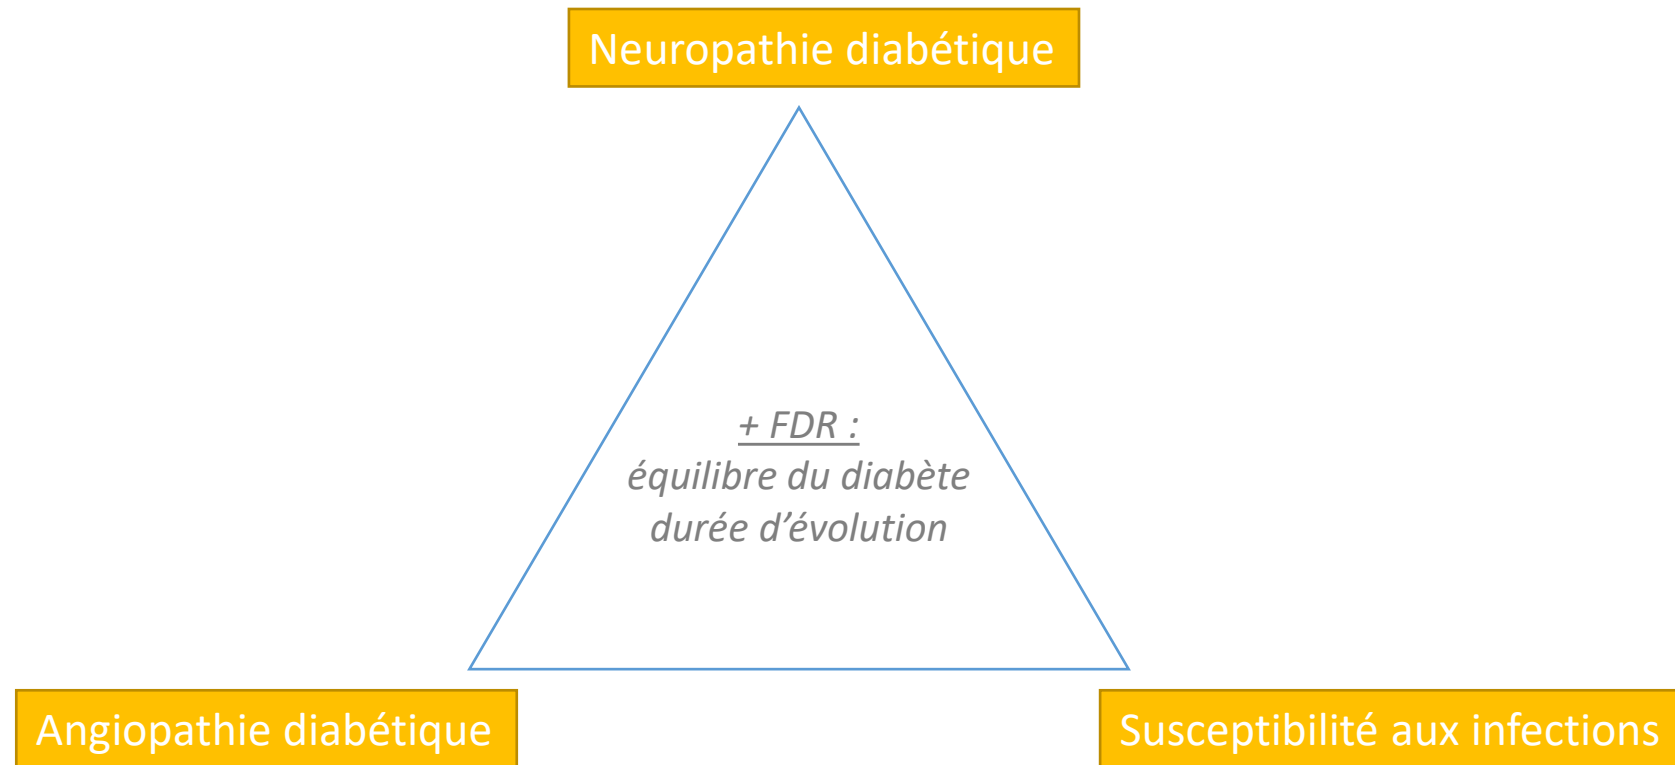 Neuropathie diabétique
+ FDR :
équilibre du diabète
durée d’évolution
Angiopathie diabétique
Susceptibilité aux infections